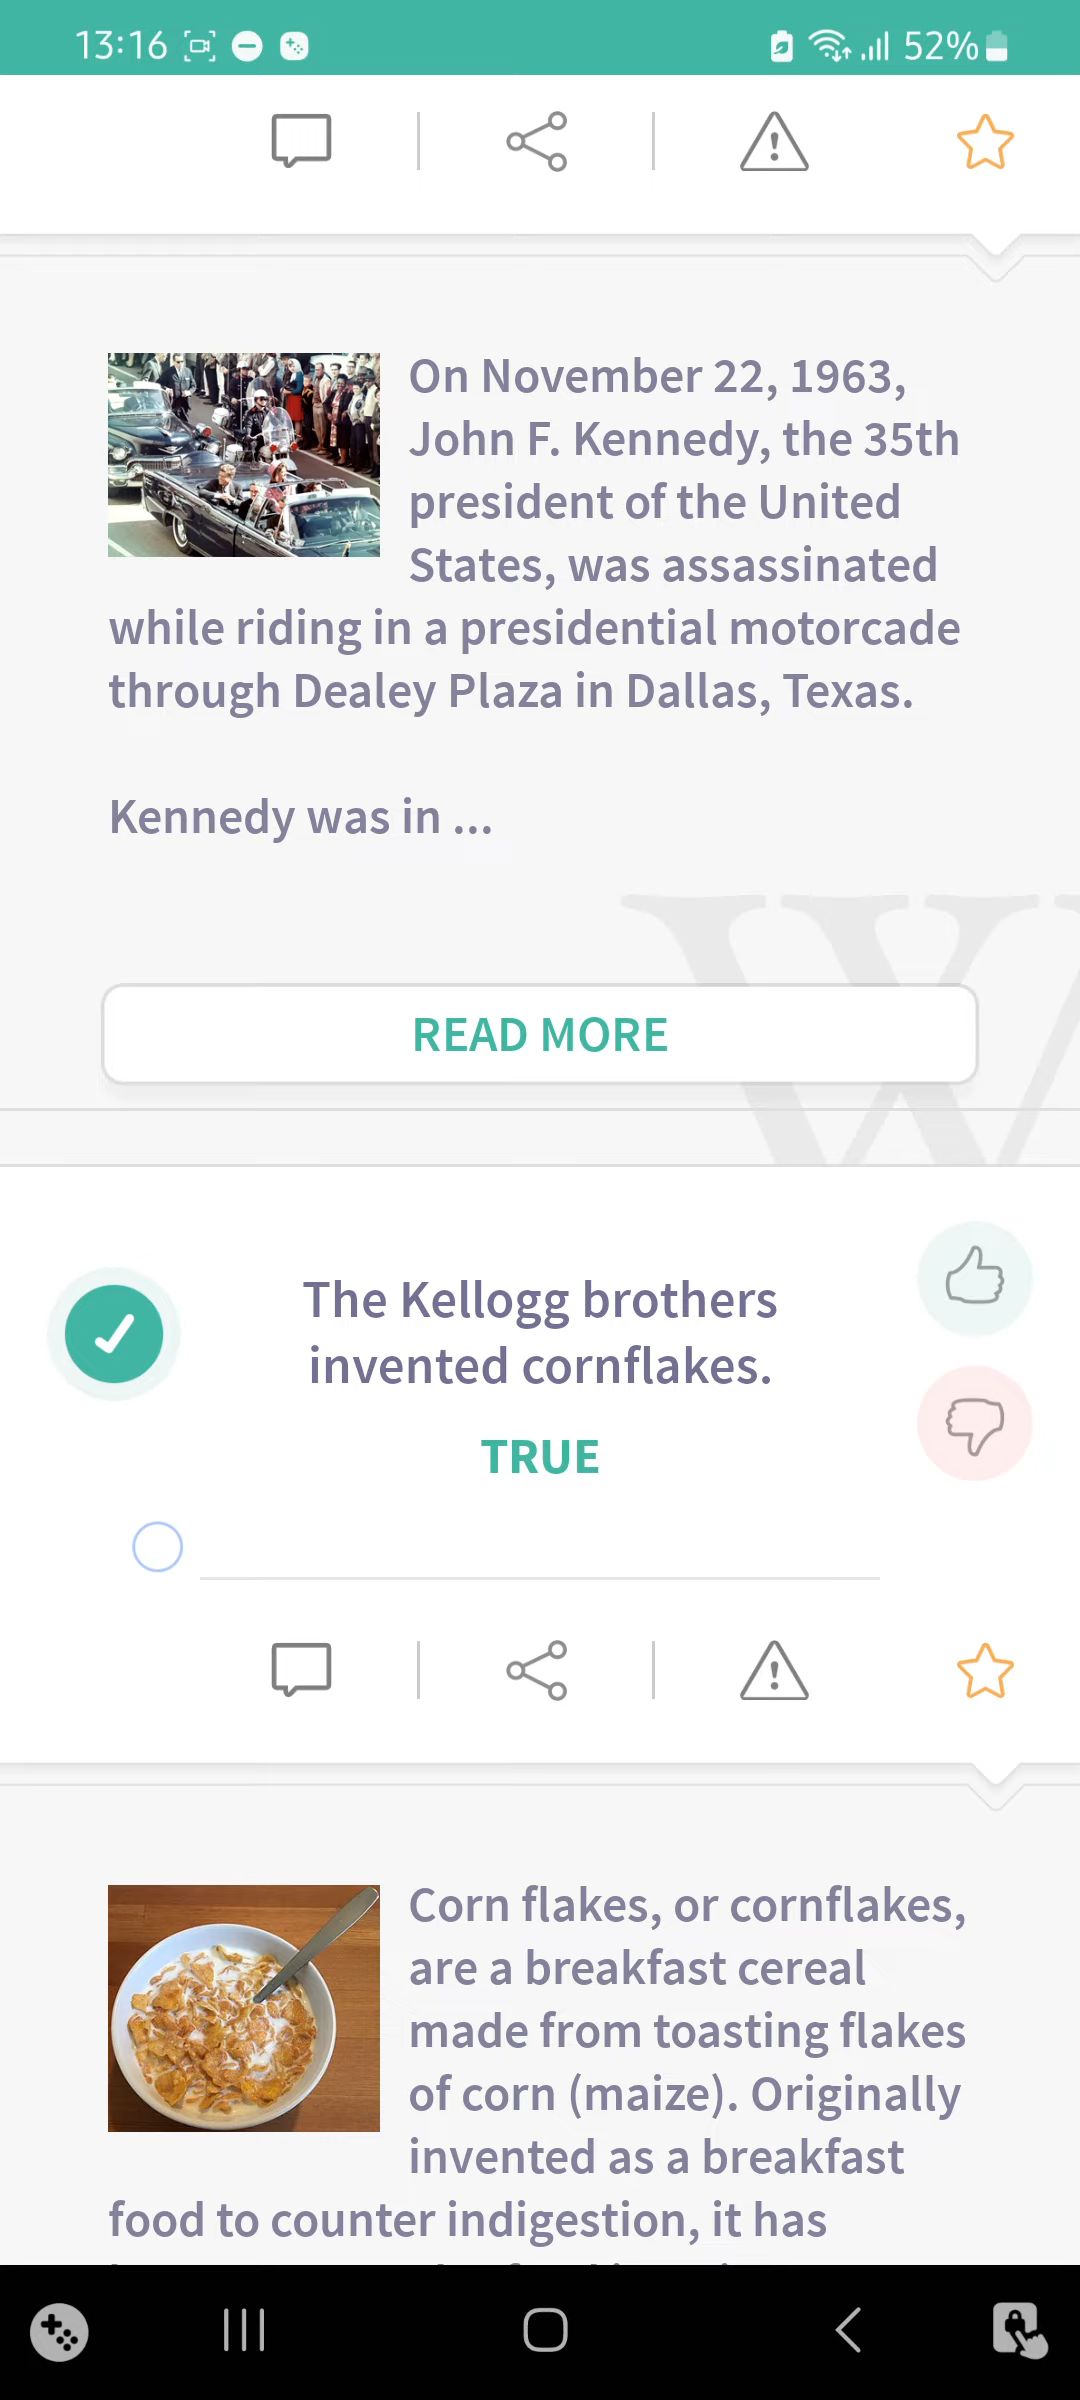 13:16
52%
On November 22, 1963,
John F. Kennedy, the 35th
president of the United
States, was assassinated
while riding in a presidential motorcade
through Dealey Plaza in Dallas, Texas.
Kennedy was in ...
W
READ MORE
The Kellogg brothers
invented cornflakes.
TRUE
Corn flakes, or cornflakes,
are a breakfast cereal
made from toasting flakes
of corn (maize). Originally
invented as a breakfast
food to counter indigestion, it has